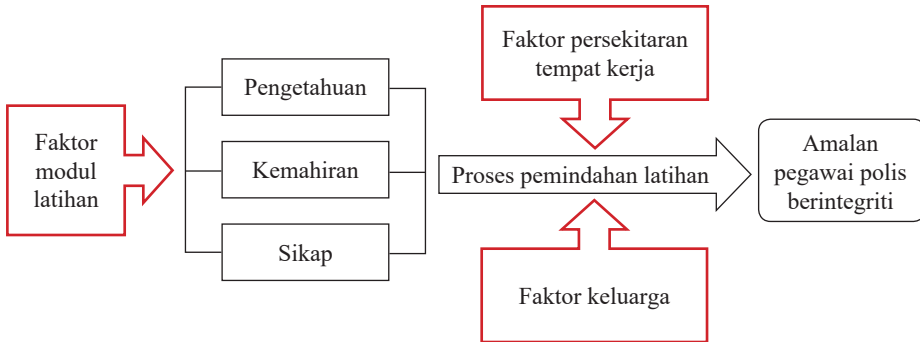 Faktor
modul
latihan
Pengetahuan
Kemahiran
Sikap
Faktor persekitaran
tempat kerja
Proses pemindahan latihan
Faktor keluarga
Amalan
pegawai polis
berintegriti